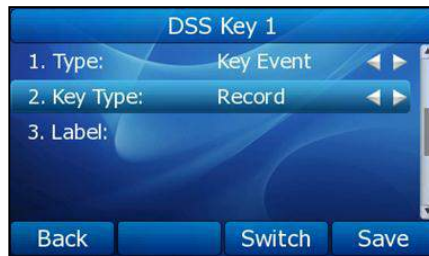 DSS Key 1
1. Type: Key Event
2. Key Type: Record
3. Label:
Back Switch Save